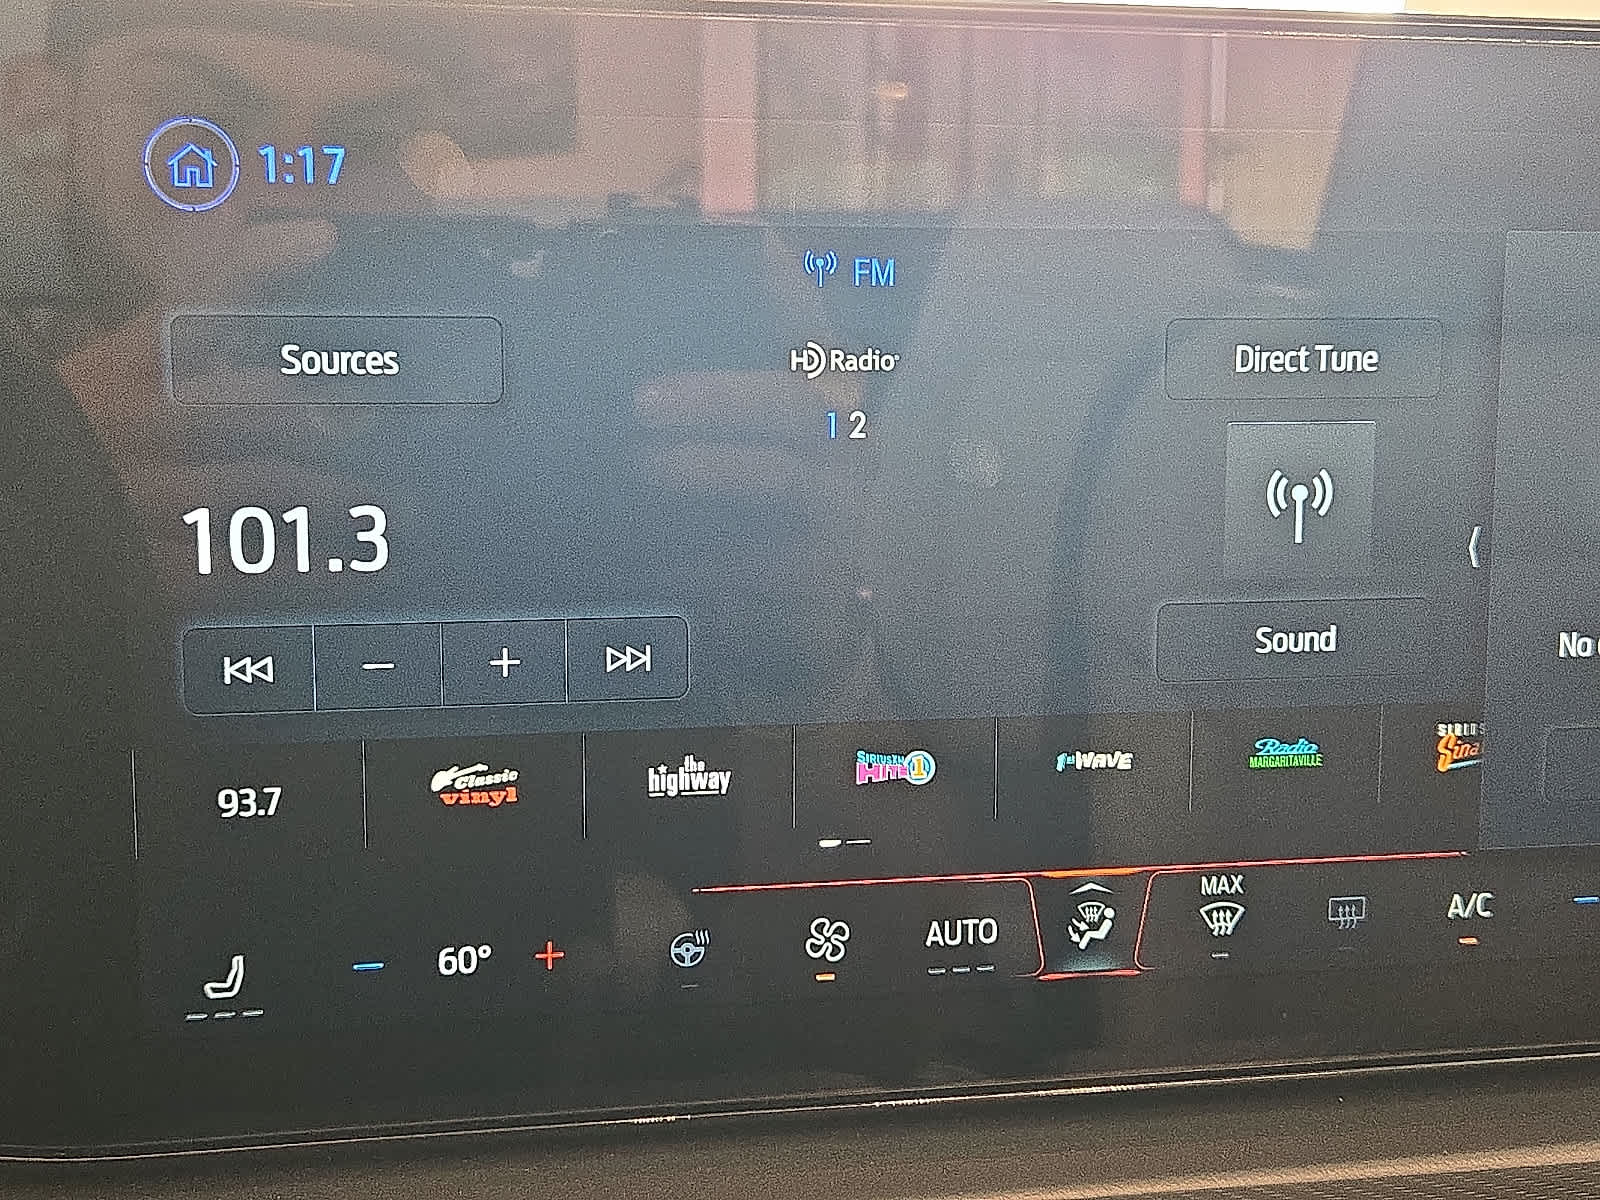 1:17
FM
Sources
HD Radio
Direct Tune
1 2
101.3
Sound
No
93.7
Classic vinyl
the highway
SIRIUSXM HITS 1
1st WAVE
Radio MARGARITAVILLE
SIRIUS
60°
AUTO
MAX
A/C